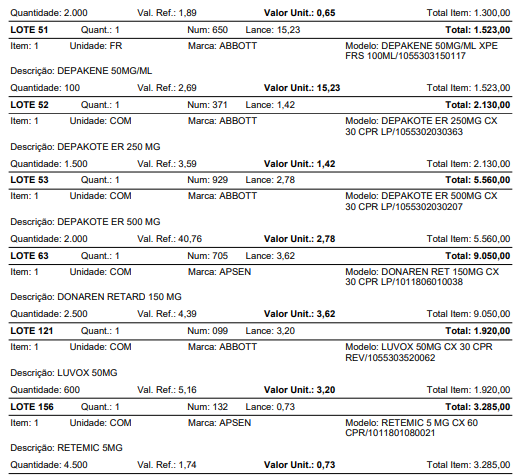 Quantidade: 2.000 Val. Ref.: 1,89 Valor Unit.: 0,65 Total Item: 1.300,00
LOTE 51 Quant.: 1 Num: 650 Lance: 15,23 Total: 1.523,00
Item: 1 Unidade: FR Marca: ABBOTT Modelo: DEPAKENE 50MG/ML XPE
FRS 100ML/1055303150117
Descrição: DEPAKENE 50MG/ML
Quantidade: 100 Val. Ref.: 2,69 Valor Unit.: 15,23 Total Item: 1.523,00
LOTE 52 Quant.: 1 Num: 371 Lance: 1,42 Total: 2.130,00
Item: 1 Unidade: COM Marca: ABBOTT Modelo: DEPAKOTE ER 250MG CX
30 CPR LP/1055302030363
Descrição: DEPAKOTE ER 250 MG
Quantidade: 1.500 Val. Ref.: 3,59 Valor Unit.: 1,42 Total Item: 2.130,00
LOTE 53 Quant.: 1 Num: 929 Lance: 2,78 Total: 5.560,00
Item: 1 Unidade: COM Marca: ABBOTT Modelo: DEPAKOTE ER 500MG CX
30 CPR LP/1055302030207
Descrição: DEPAKOTE ER 500 MG
Quantidade: 2.000 Val. Ref.: 40,76 Valor Unit.: 2,78 Total Item: 5.560,00
LOTE 63 Quant.: 1 Num: 705 Lance: 3,62 Total: 9.050,00
Item: 1 Unidade: COM Marca: APSEN Modelo: DONAREN RET 150MG CX
30 CPR LP/1011806010038
Descrição: DONAREN RETARD 150 MG
Quantidade: 2.500 Val. Ref.: 4,39 Valor Unit.: 3,62 Total Item: 9.050,00
LOTE 121 Quant.: 1 Num: 099 Lance: 3,20 Total: 1.920,00
Item: 1 Unidade: COM Marca: ABBOTT Modelo: LUVOX 50MG CX 30 CPR
REV/1055303520062
Descrição: LUVOX 50MG
Quantidade: 600 Val. Ref.: 5,16 Valor Unit.: 3,20 Total Item: 1.920,00
LOTE 156 Quant.: 1 Num: 132 Lance: 0,73 Total: 3.285,00
Item: 1 Unidade: COM Marca: APSEN Modelo: RETEMIC 5 MG CX 60
CPR/1011801080021
Descrição: RETEMIC 5MG
Quantidade: 4.500 Val. Ref.: 1,74 Valor Unit.: 0,73 Total Item: 3.285,00